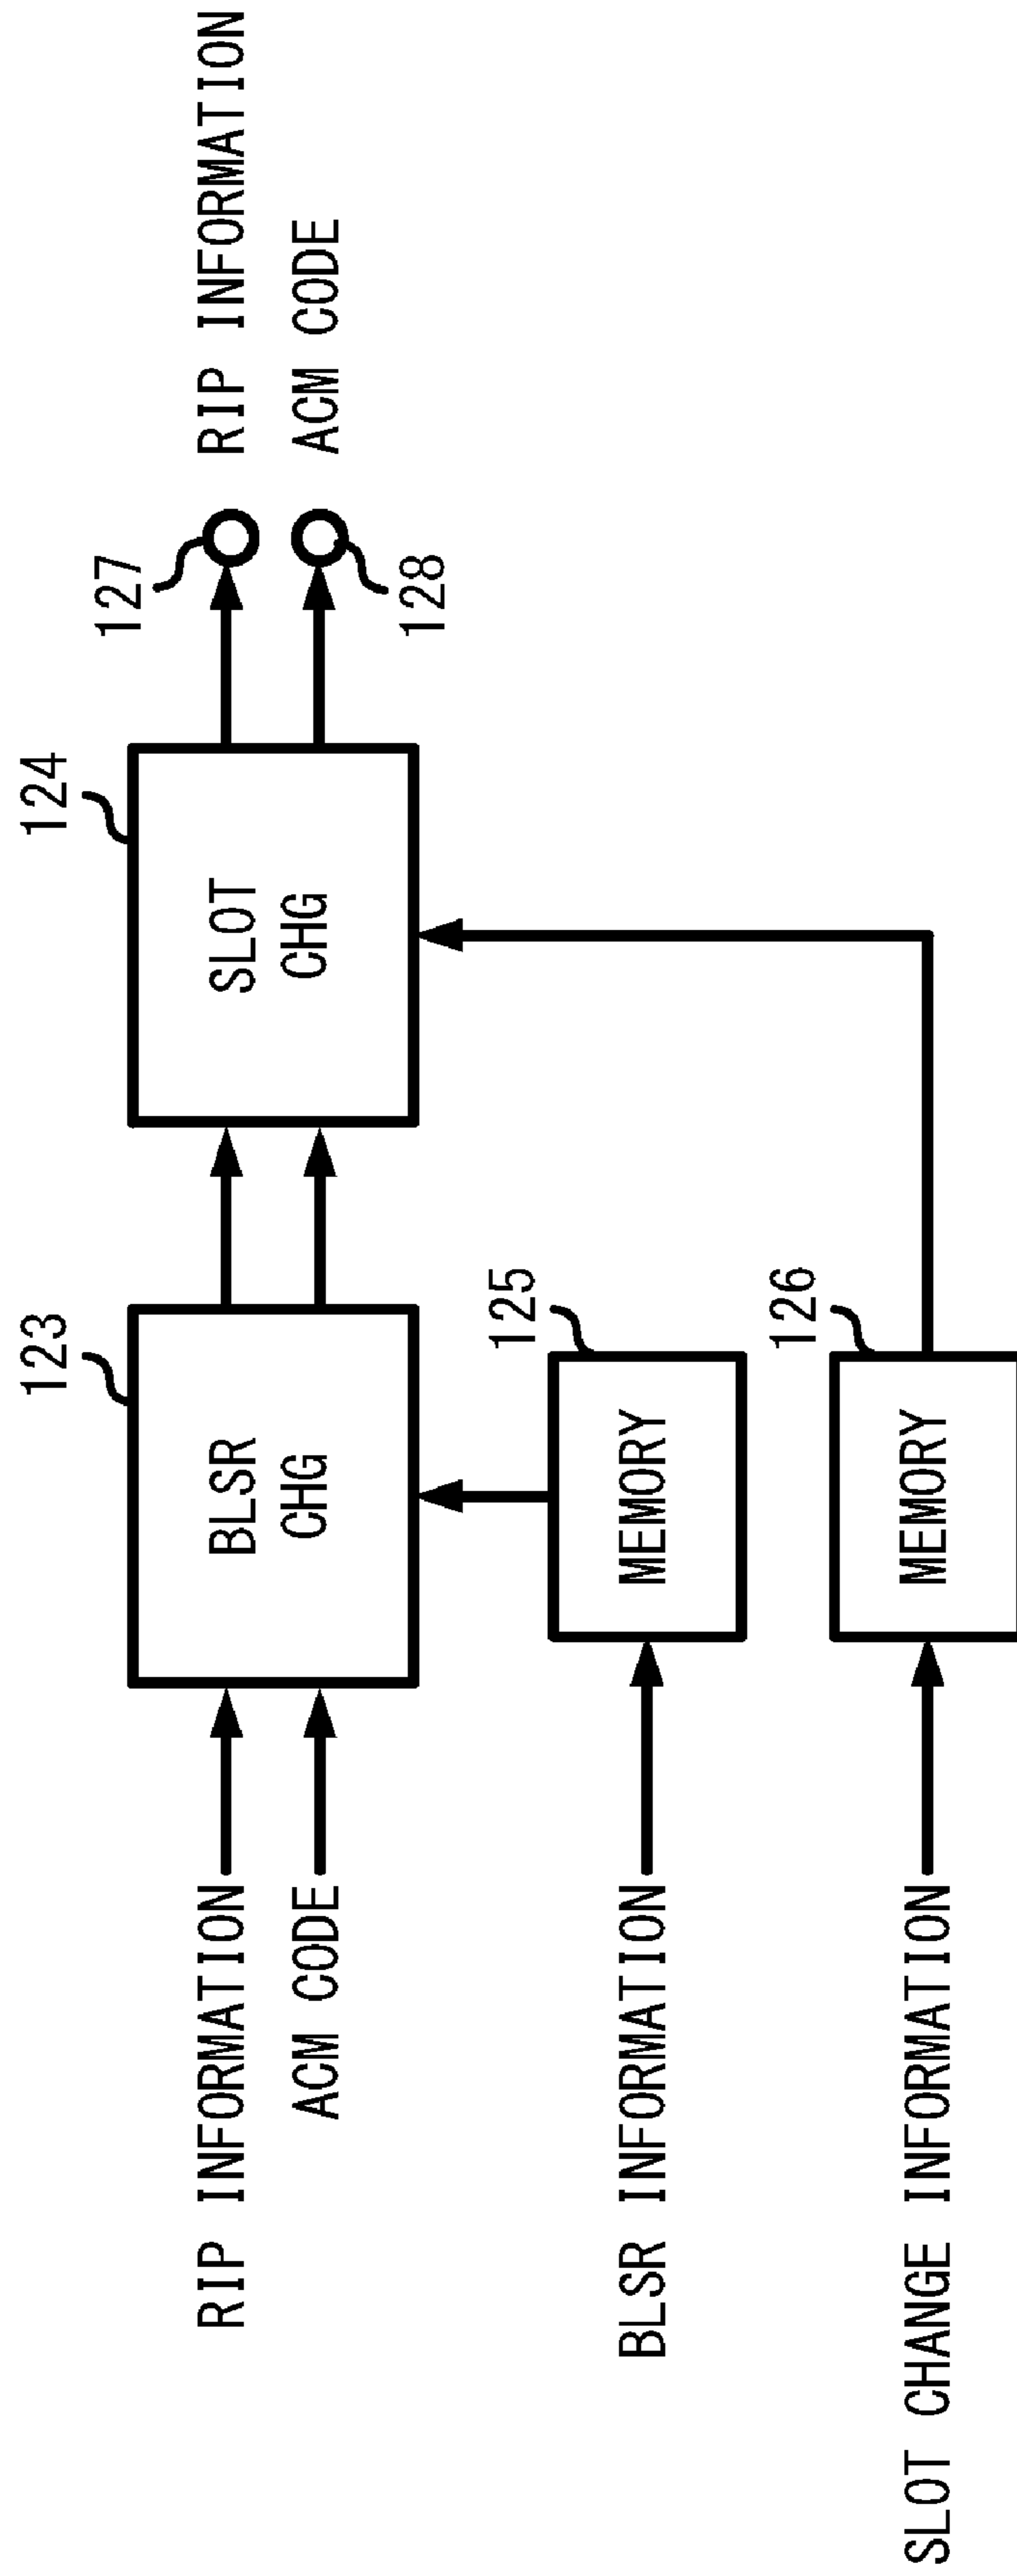 123
124
127
RIP INFORMATION
BLSR
CHG
SLOT
CHG
RIP INFORMATION
ACM CODE
ACM CODE
128
125
BLSR INFORMATION
MEMORY
126
SLOT CHANGE INFORMATION
MEMORY